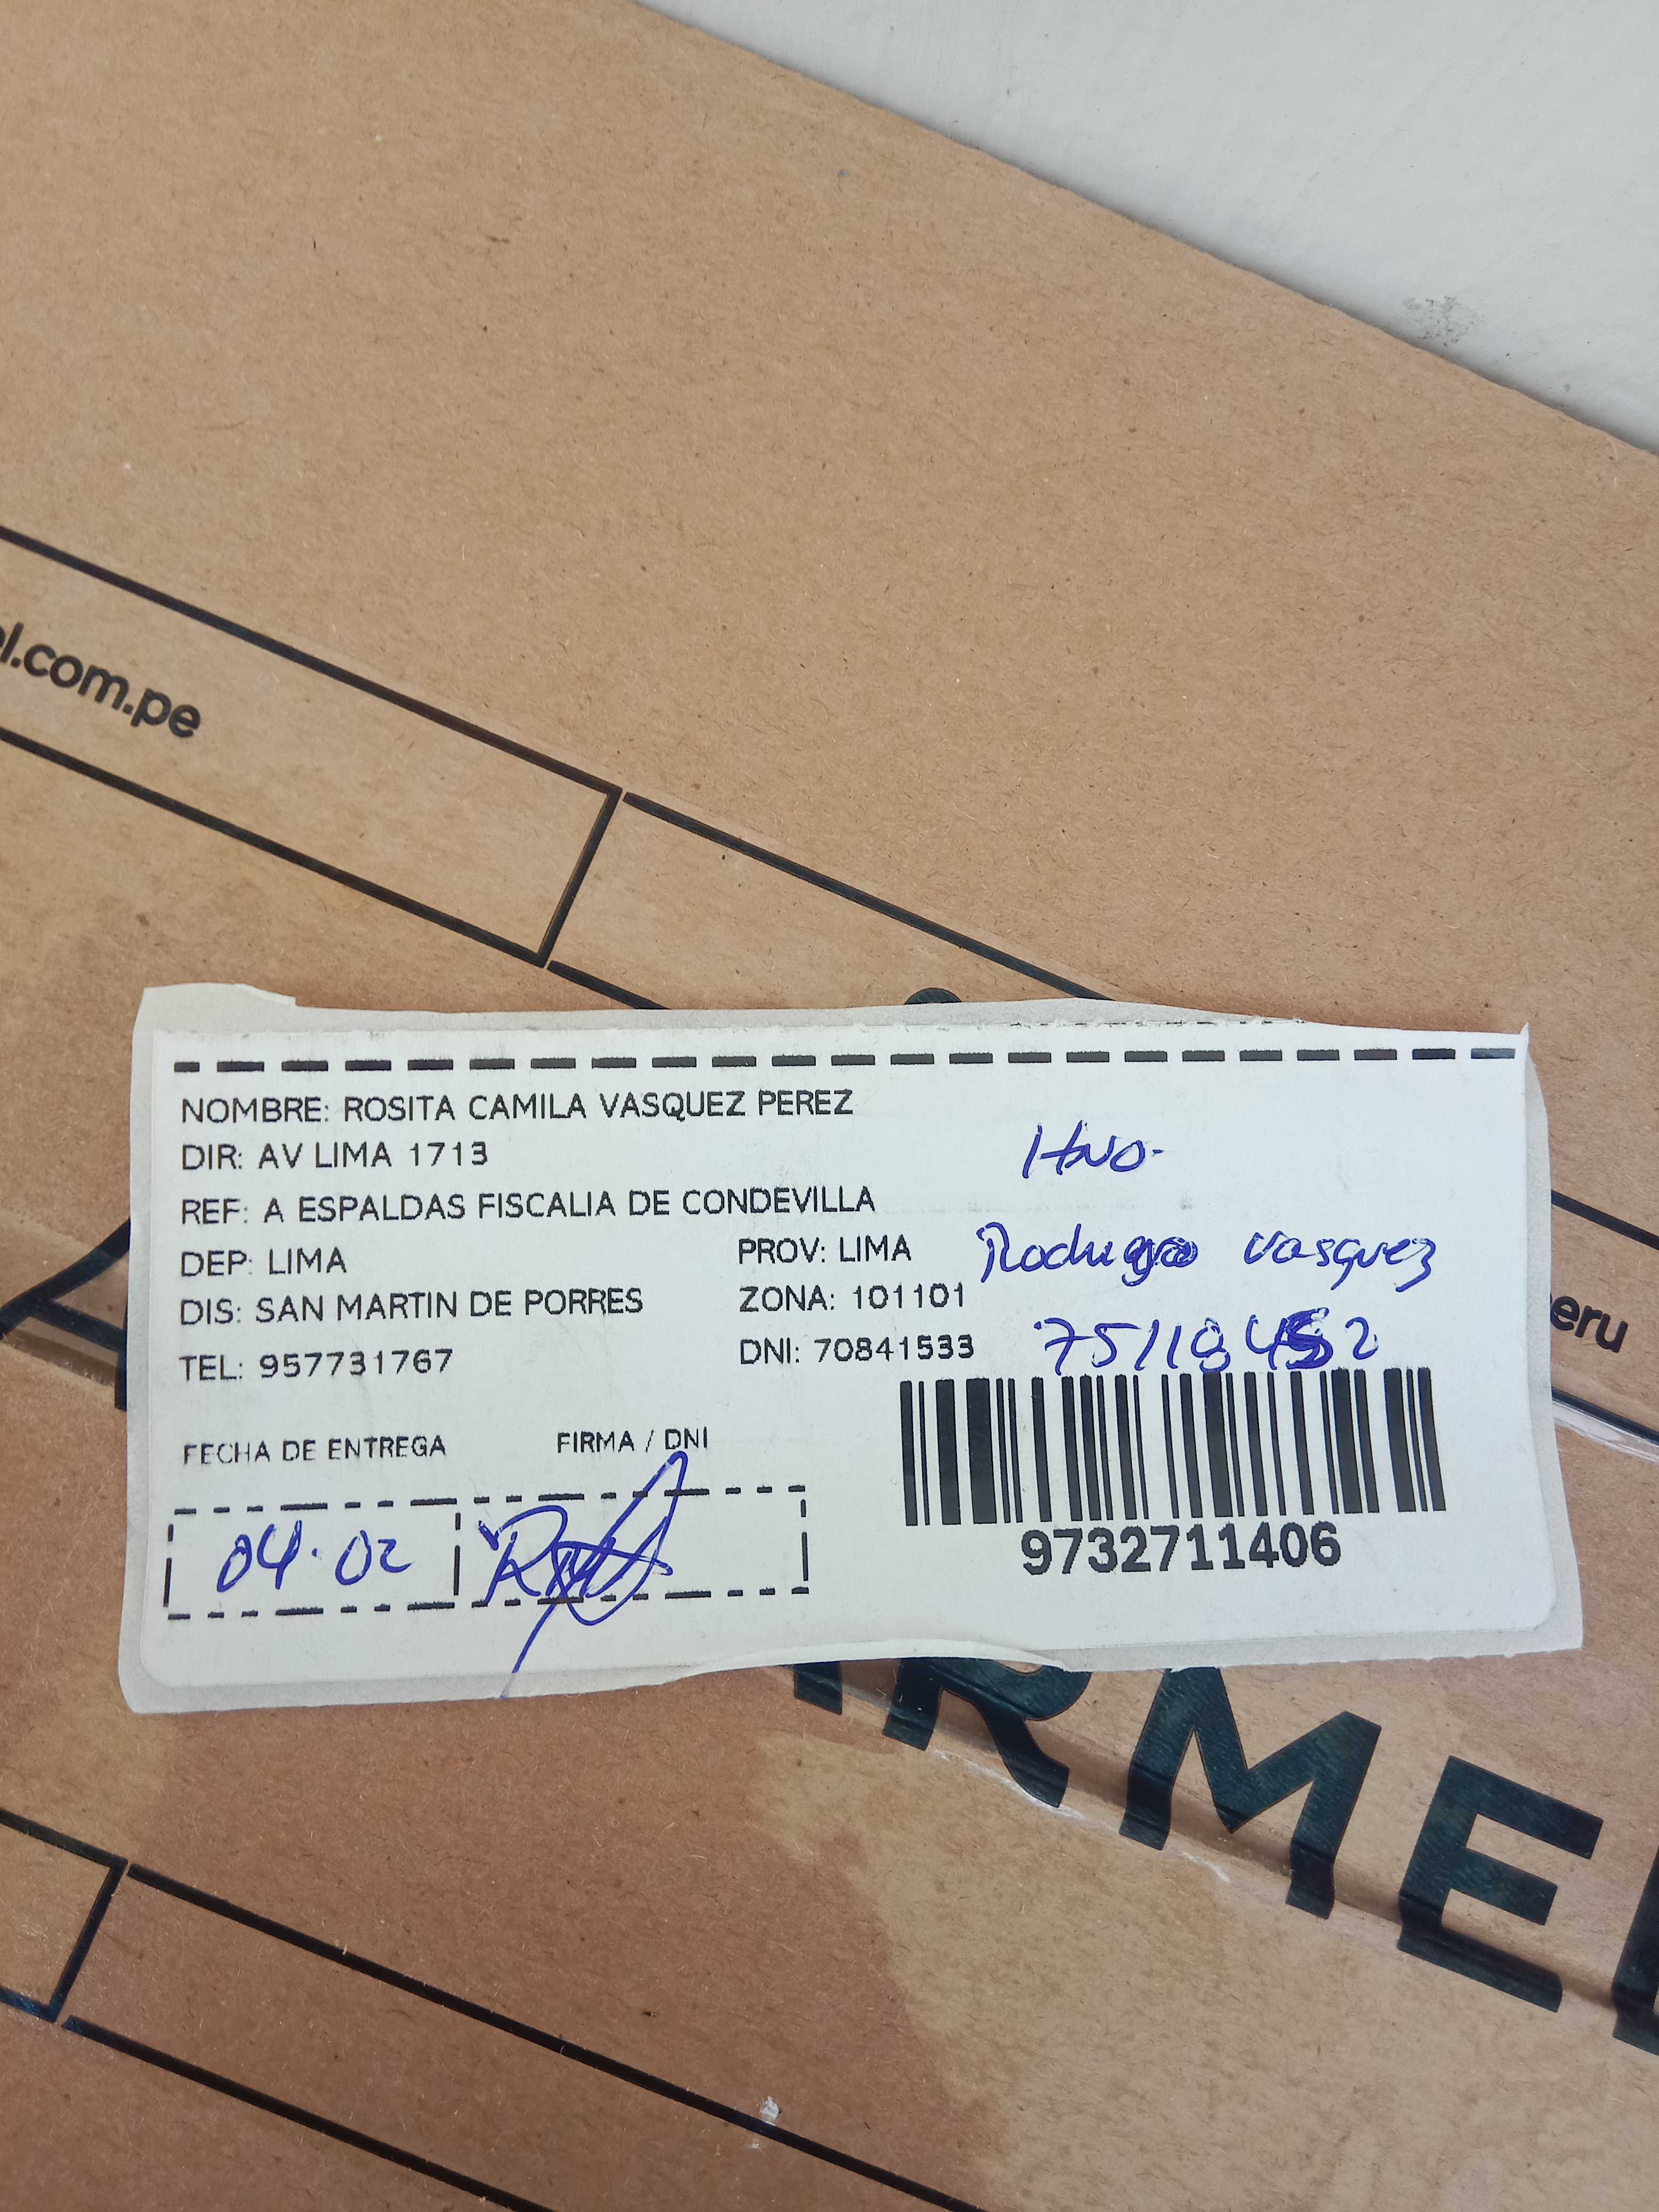 l.com.pe
NOMBRE: ROSITA CAMILA VASQUEZ PEREZ
DIR: AV LIMA 1713
Hno.
REF: A ESPALDAS FISCALIA DE CONDEVILLA
DEP: LIMA PROV: LIMA
Rodrigo Vasquez
DIS: SAN MARTIN DE PORRES ZONA: 101101
eru
TEL: 957731767 DNI: 70841533
FECHA DE ENTREGA FIRMA / DNI
04.02
9732711406
RMEL